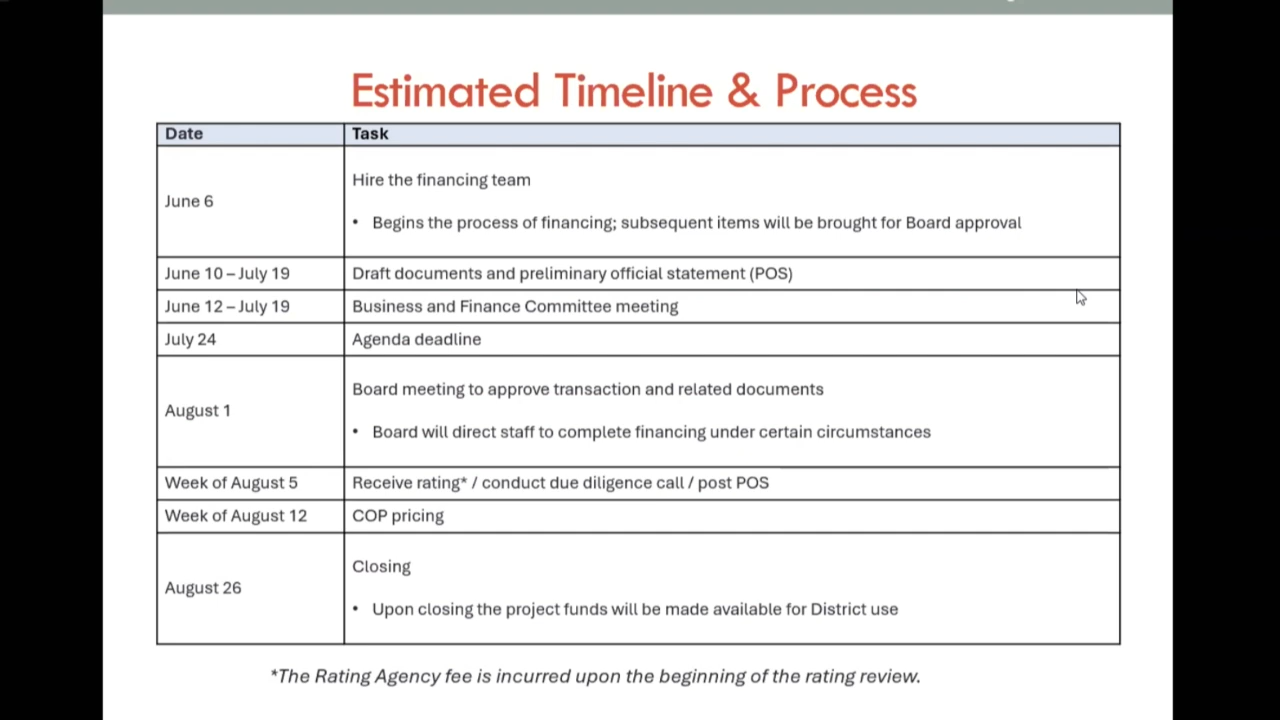 Estimated Timeline & Process
Date Task
June 6
Hire the financing team
• Begins the process of financing; subsequent items will be brought for Board approval
June 10 – July 19 Draft documents and preliminary official statement (POS)
June 12 – July 19 Business and Finance Committee meeting
July 24 Agenda deadline
August 1
Board meeting to approve transaction and related documents
• Board will direct staff to complete financing under certain circumstances
Week of August 5 Receive rating* / conduct due diligence call / post POS
Week of August 12 COP pricing
August 26
Closing
• Upon closing the project funds will be made available for District use
*The Rating Agency fee is incurred upon the beginning of the rating review.